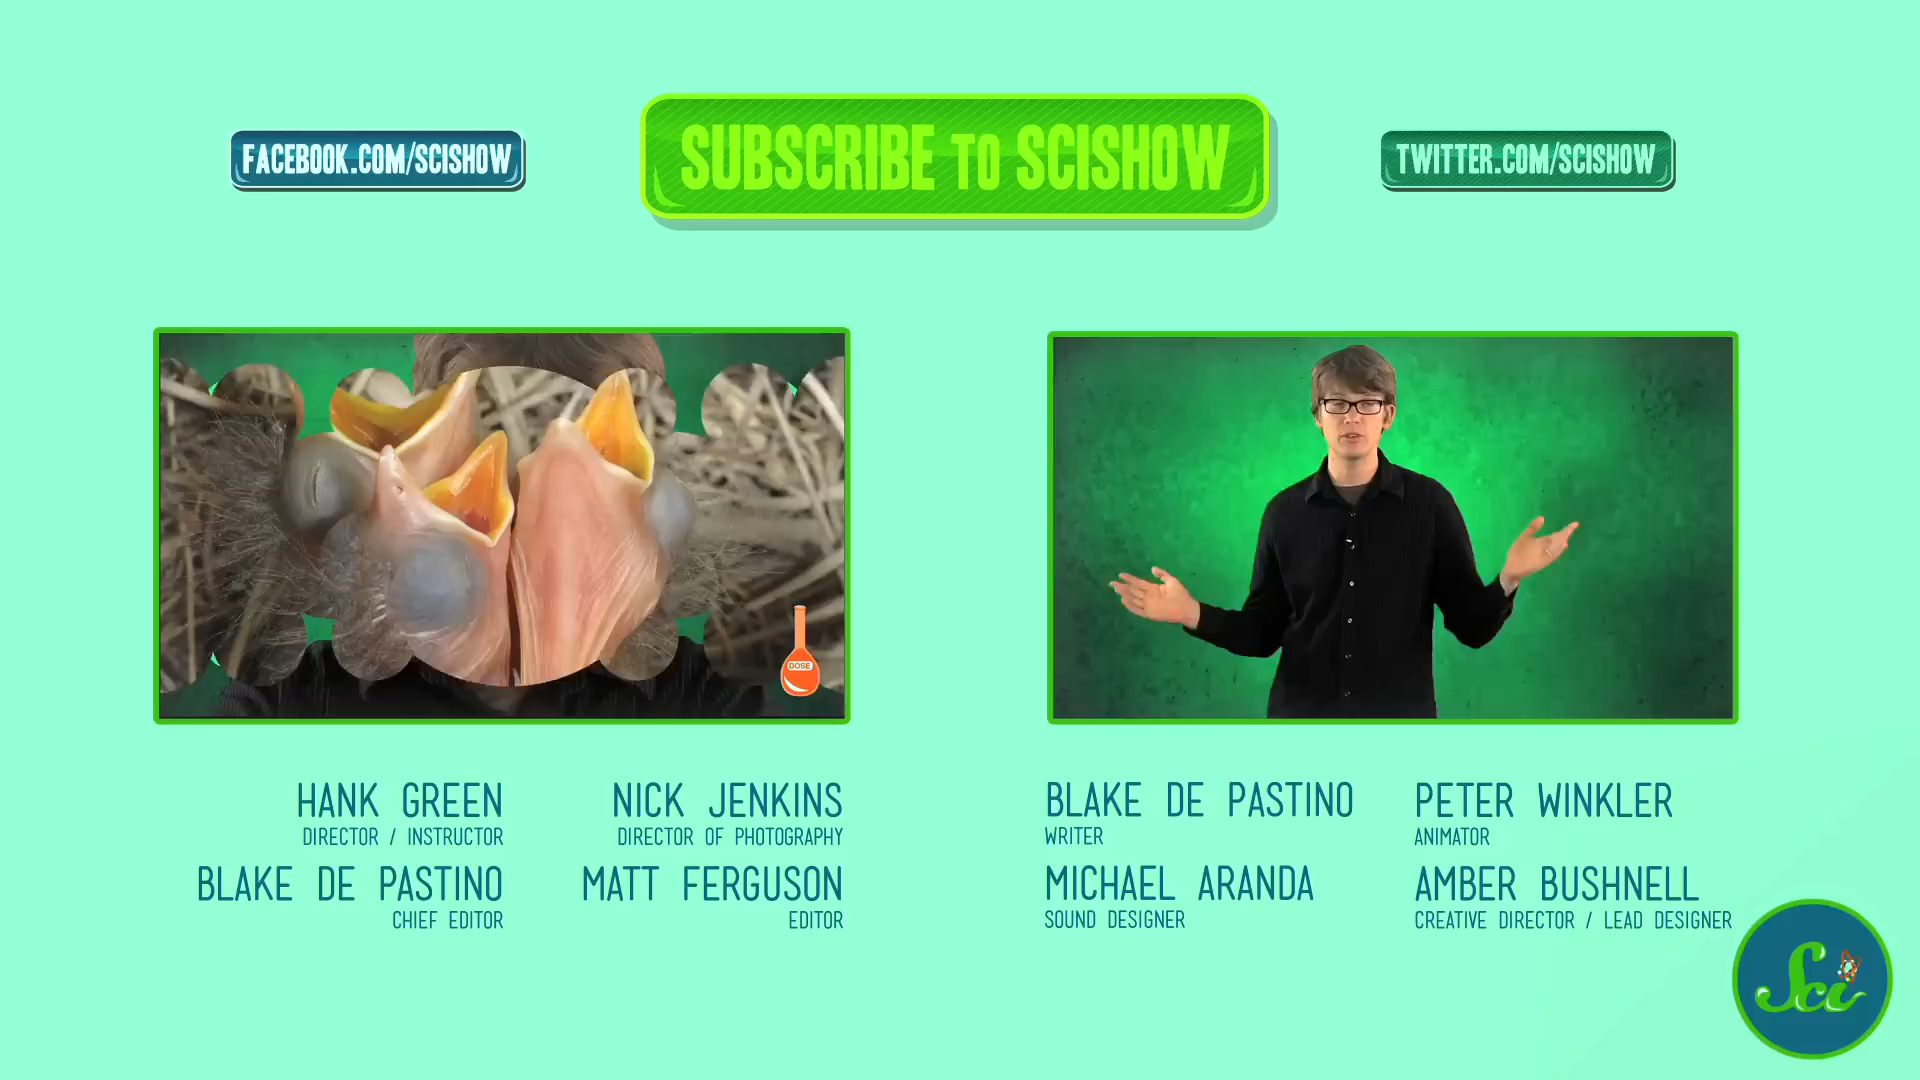 FACEBOOK.COM/SCISHOW
SUBSCRIBE TO SCISHOW
TWITTER.COM/SCISHOW
DOSE
HANK GREEN
DIRECTOR / INSTRUCTOR
NICK JENKINS
DIRECTOR OF PHOTOGRAPHY
BLAKE DE PASTINO
WRITER
PETER WINKLER
ANIMATOR
BLAKE DE PASTINO
CHIEF EDITOR
MATT FERGUSON
EDITOR
MICHAEL ARANDA
SOUND DESIGNER
AMBER BUSHNELL
CREATIVE DIRECTOR / LEAD DESIGNER
Sci